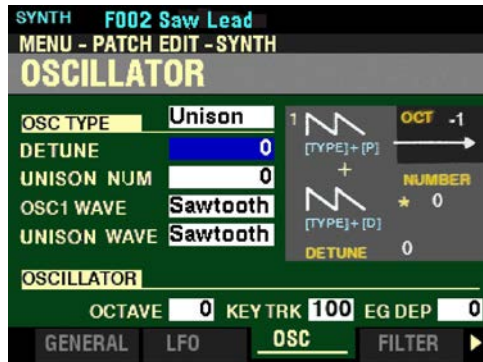 SYNTH F002 Saw Lead
MENU - PATCH EDIT - SYNTH
OSCILLATOR
OSC TYPE Unison
DETUNE 0
UNISON NUM 0
OSC1 WAVE Sawtooth
UNISON WAVE Sawtooth
1 OCT -1
[TYPE]+[P]
+
NUMBER
* 0
[TYPE]+[D]
DETUNE 0
OSCILLATOR
OCTAVE 0 KEY TRK 100 EG DEP 0
GENERAL LFO OSC FILTER